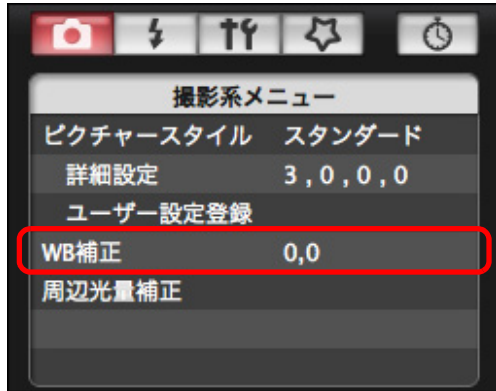 撮影系メニュー
ピクチャースタイル スタンダード
詳細設定 3,0,0,0
ユーザー設定登録
WB補正 0,0
周辺光量補正